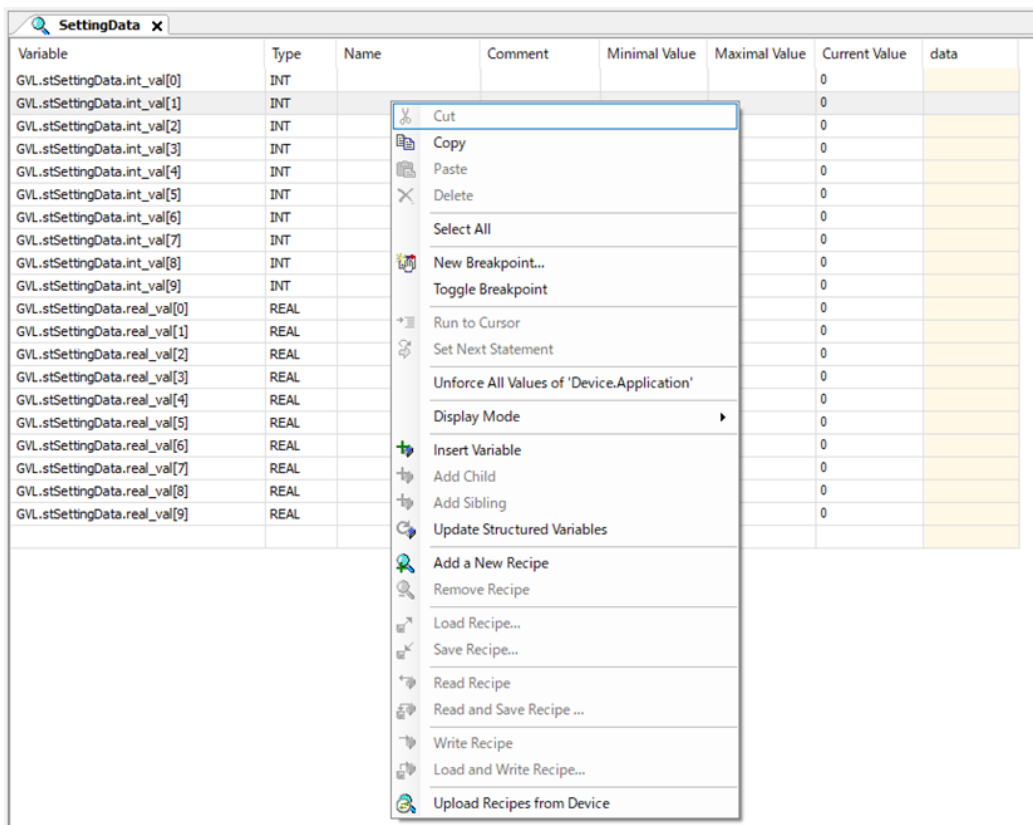 SettingData
Variable Type Name Comment Minimal Value Maximal Value Current Value data
GVL.stSettingData.int_val[0] INT 0
GVL.stSettingData.int_val[1] INT 0
GVL.stSettingData.int_val[2] INT 0
GVL.stSettingData.int_val[3] INT 0
GVL.stSettingData.int_val[4] INT 0
GVL.stSettingData.int_val[5] INT 0
GVL.stSettingData.int_val[6] INT 0
GVL.stSettingData.int_val[7] INT 0
GVL.stSettingData.int_val[8] INT 0
GVL.stSettingData.int_val[9] INT 0
GVL.stSettingData.real_val[0] REAL 0
GVL.stSettingData.real_val[1] REAL 0
GVL.stSettingData.real_val[2] REAL 0
GVL.stSettingData.real_val[3] REAL 0
GVL.stSettingData.real_val[4] REAL 0
GVL.stSettingData.real_val[5] REAL 0
GVL.stSettingData.real_val[6] REAL 0
GVL.stSettingData.real_val[7] REAL 0
GVL.stSettingData.real_val[8] REAL 0
GVL.stSettingData.real_val[9] REAL 0
Cut
Copy
Paste
Delete
Select All
New Breakpoint...
Toggle Breakpoint
Run to Cursor
Set Next Statement
Unforce All Values of 'Device.Application'
Display Mode
Insert Variable
Add Child
Add Sibling
Update Structured Variables
Add a New Recipe
Remove Recipe
Load Recipe...
Save Recipe...
Read Recipe
Read and Save Recipe ...
Write Recipe
Load and Write Recipe...
Upload Recipes from Device